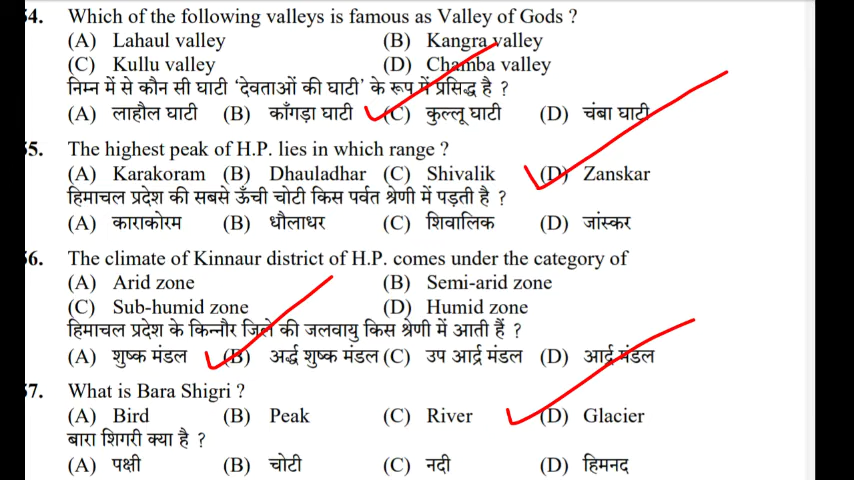 54. Which of the following valleys is famous as Valley of Gods ?
(A) Lahaul valley (B) Kangra valley
(C) Kullu valley (D) Chamba valley
निम्न में से कौन सी घाटी 'देवताओं की घाटी' के रूप में प्रसिद्ध है ?
(A) लाहौल घाटी (B) काँगड़ा घाटी (C) कुल्लू घाटी (D) चंबा घाटी
55. The highest peak of H.P. lies in which range ?
(A) Karakoram (B) Dhauladhar (C) Shivalik (D) Zanskar
हिमाचल प्रदेश की सबसे ऊँची चोटी किस पर्वत श्रेणी में पड़ती है ?
(A) काराकोरम (B) धौलाधर (C) शिवालिक (D) जांस्कर
56. The climate of Kinnaur district of H.P. comes under the category of
(A) Arid zone (B) Semi-arid zone
(C) Sub-humid zone (D) Humid zone
हिमाचल प्रदेश के किन्नौर जिले की जलवायु किस श्रेणी में आती हैं ?
(A) शुष्क मंडल (B) अर्द्ध शुष्क मंडल (C) उप आर्द्र मंडल (D) आर्द्र मंडल
57. What is Bara Shigri ?
(A) Bird (B) Peak (C) River (D) Glacier
बारा शिगरी क्या है ?
(A) पक्षी (B) चोटी (C) नदी (D) हिमनद